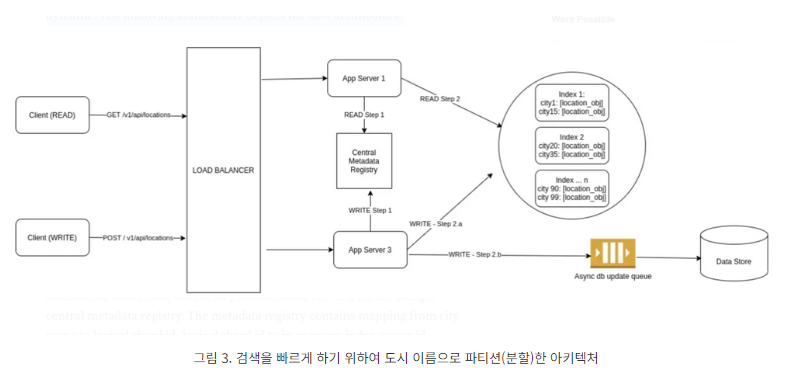 Were Possible
App Server 1
Client (READ)
GET /v1/api/locations
READ Step 1
READ Step 2
Index 1:
city1: [location_obj]
city15: [location_obj]
LOAD BALANCER
Central
Metadata
Registry
Index 2
city20: [location_obj]
city35: [location_obj]
Index ... n
city 90: [location_obj]
city 99: [location_obj]
WRITE Step 1
WRITE - Step 2.a
Client (WRITE)
POST / v1/api/locations
App Server 3
WRITE - Step 2.b
Async db update queue
Data Store
central metadata registry. The metadata registry contains mapping from city
그림 3. 검색을 빠르게 하기 위하여 도시 이름으로 파티션(분할)한 아키텍처